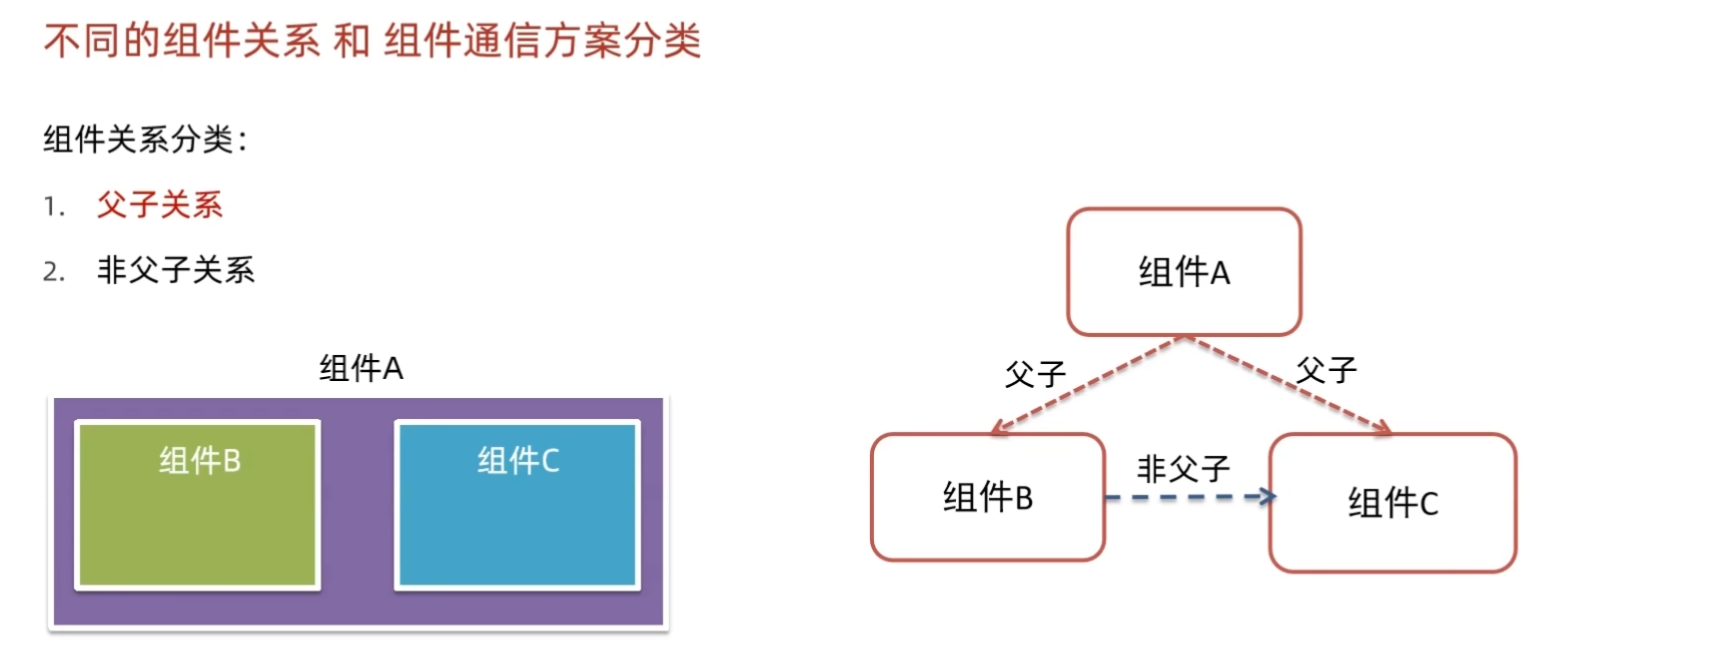 不同的组件关系 和 组件通信方案分类
组件关系分类：
1. 父子关系
2. 非父子关系
组件A
组件B
组件C
组件A
父子
父子
组件B
非父子
组件C